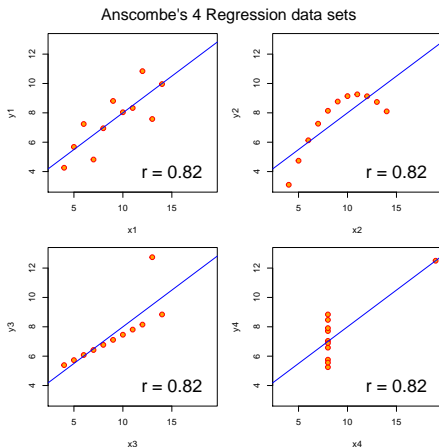 Anscombe's 4 Regression data sets
y1
4 6 8 10 12
r = 0.82
5 10 15
x1
y2
4 6 8 10 12
r = 0.82
5 10 15
x2
y3
4 6 8 10 12
r = 0.82
5 10 15
x3
y4
4 6 8 10 12
r = 0.82
5 10 15
x4